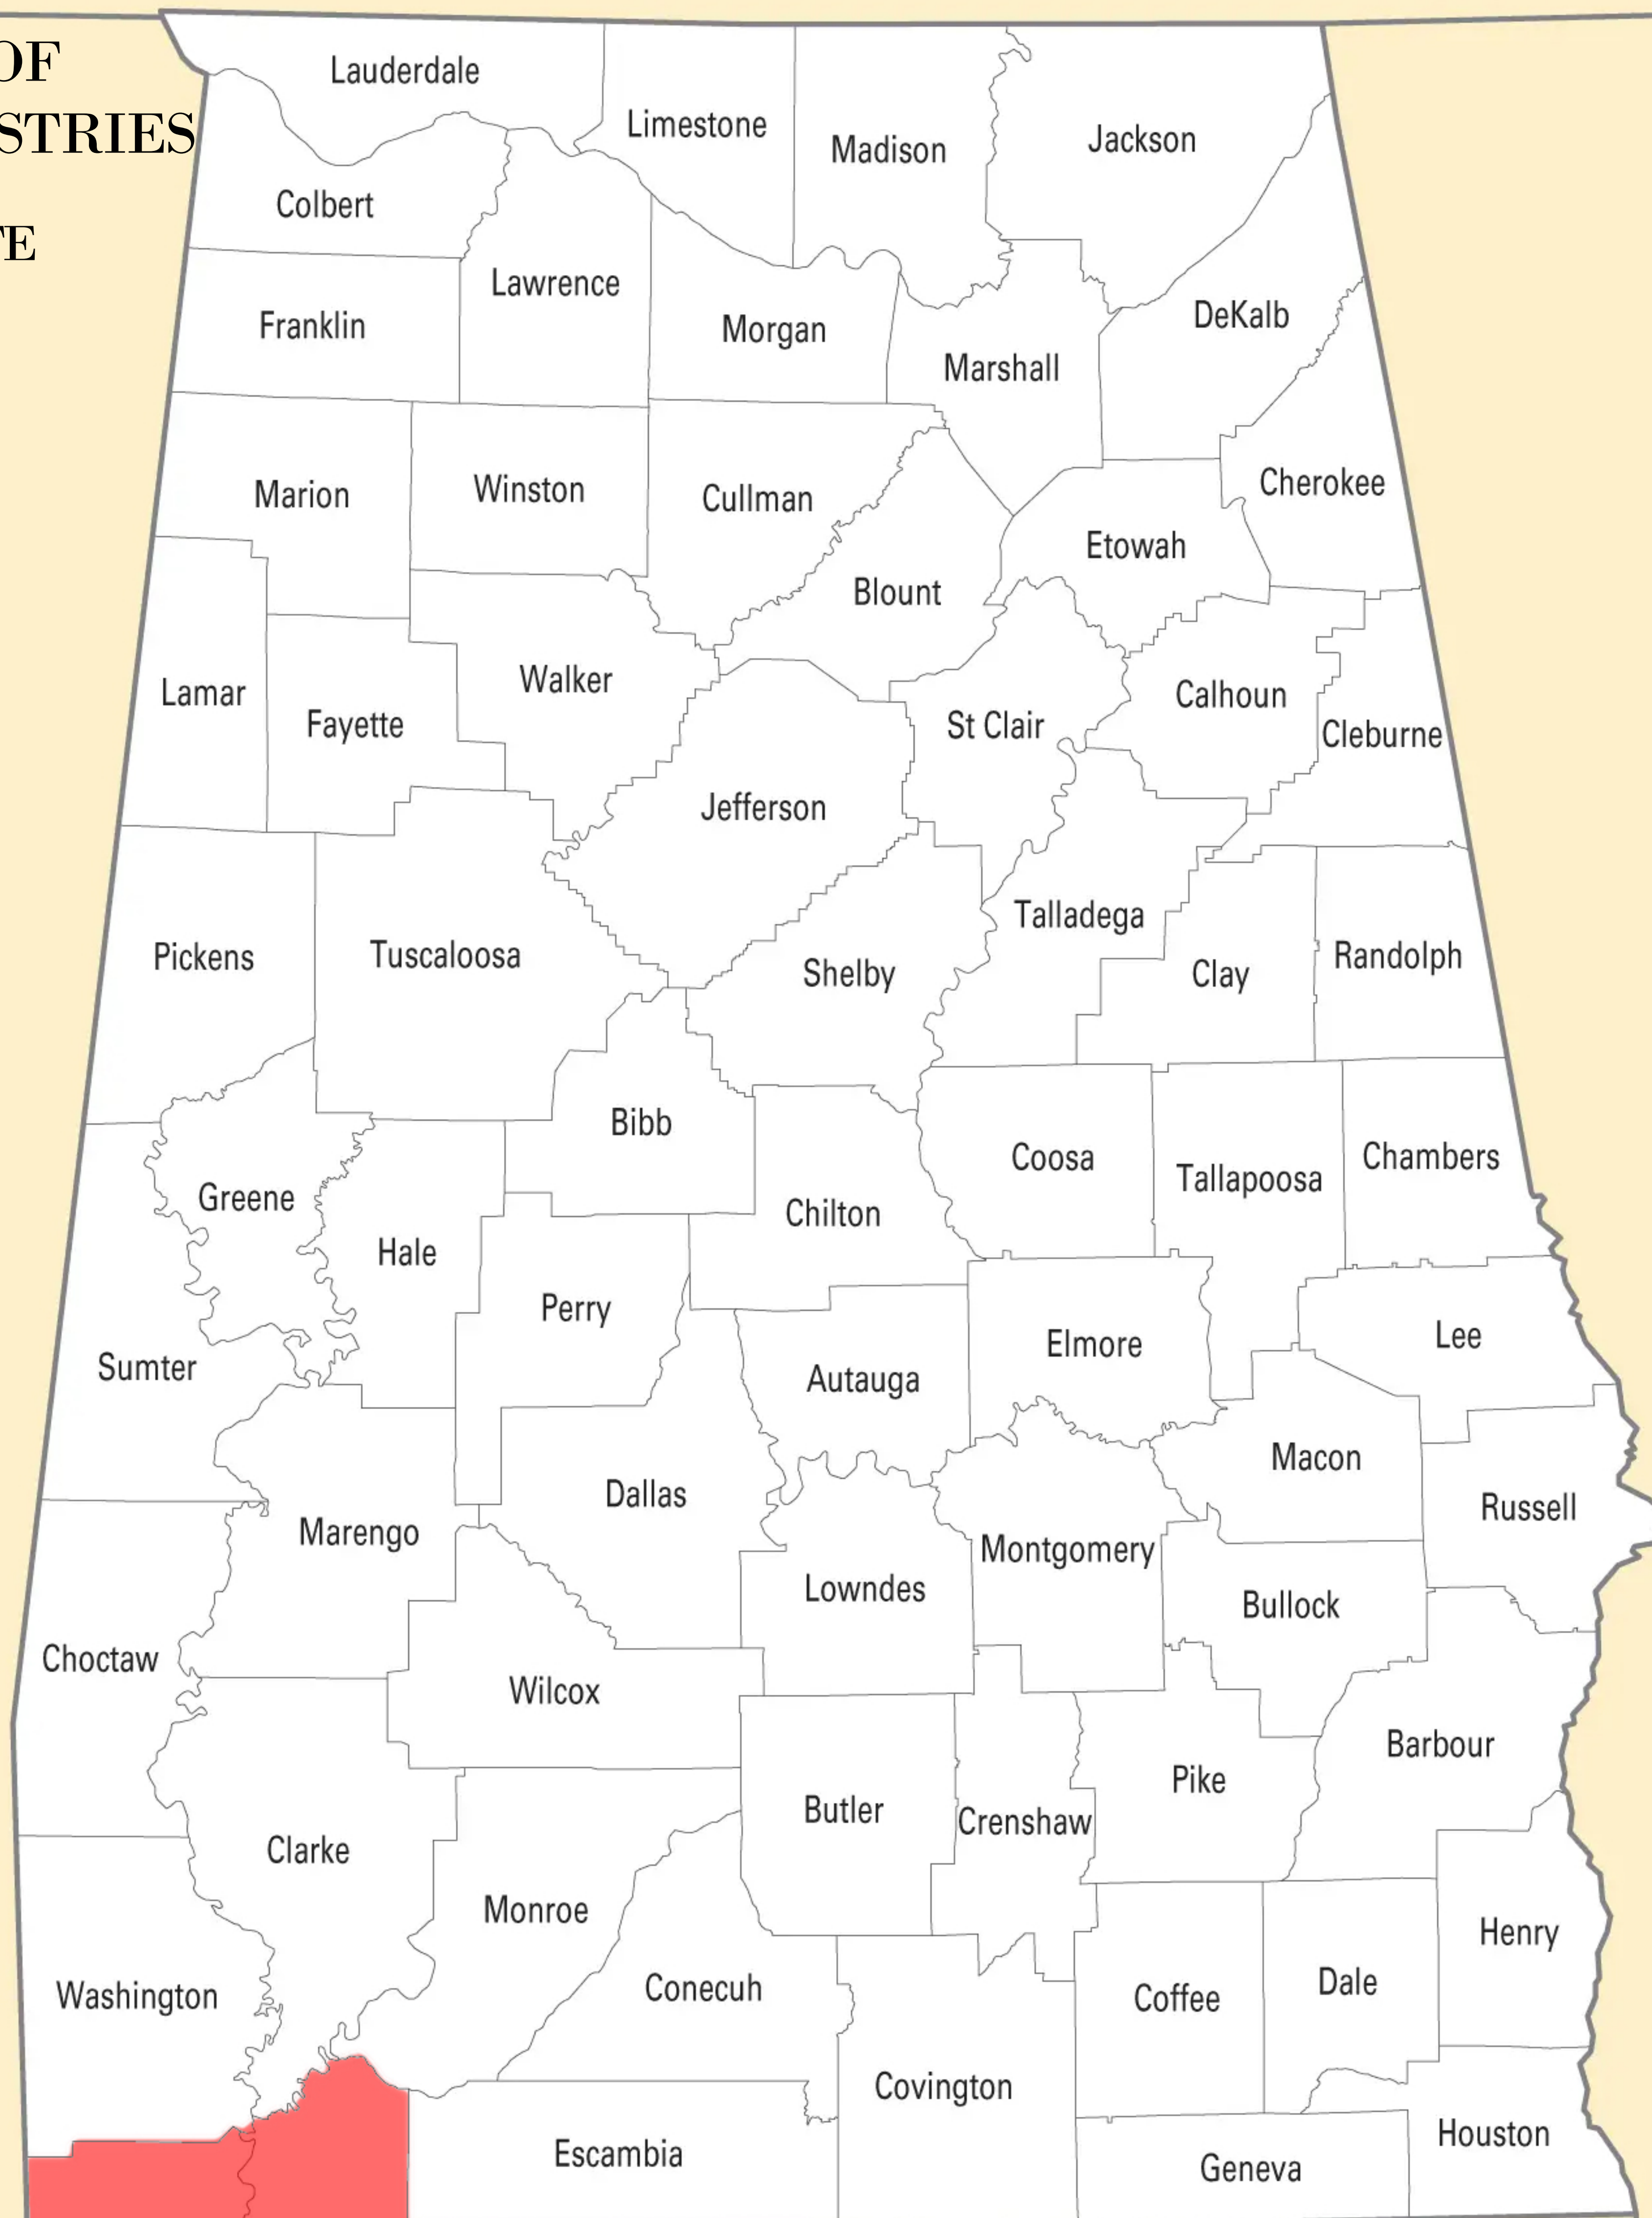 OF
STRIES
TE
Lauderdale
Limestone
Madison
Jackson
Colbert
Lawrence
Franklin
Morgan
DeKalb
Marshall
Marion
Winston
Cullman
Cherokee
Etowah
Blount
Lamar
Walker
Fayette
St Clair
Calhoun
Cleburne
Jefferson
Pickens
Tuscaloosa
Shelby
Talladega
Clay
Randolph
Bibb
Greene
Hale
Chilton
Coosa
Tallapoosa
Chambers
Perry
Sumter
Autauga
Elmore
Lee
Macon
Dallas
Marengo
Russell
Lowndes
Montgomery
Bullock
Choctaw
Wilcox
Barbour
Pike
Butler
Crenshaw
Clarke
Monroe
Henry
Washington
Conecuh
Coffee
Dale
Covington
Escambia
Geneva
Houston